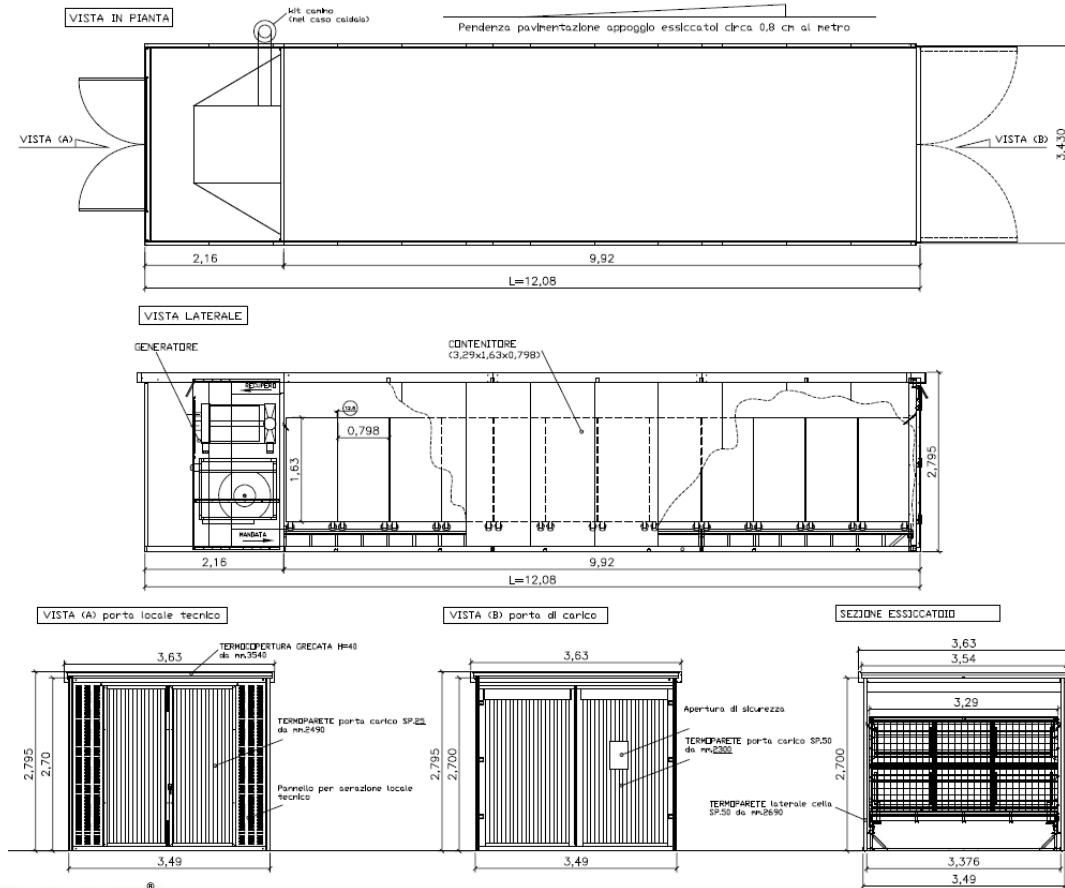 VISTA IN PIANTA
kit camino
(nel caso caldaia)
Pendenza pavimentazione appoggio essiccatoi circa 0,8 cm al metro
VISTA (A)
VISTA (B)
3.430
2,16
9,92
L=12,08
VISTA LATERALE
GENERATORE
CONTENITORE
(3,29x1,63x0,798)
RECUPERO
0,798
1,63
2,795
MANDATA
2,16
9,92
L=12,08
VISTA (A) porta locale tecnico
TERMOCOPERTURA GRECATA H=40
da mm.3540
3,63
2,795
2,70
TERMOPARETE porta carico SP.25
da mm.2490
Pannello per aerazione locale
tecnico
3,49
VISTA (B) porta di carico
3,63
2,795
2,700
Apertura di sicurezza
TERMOPARETE porta carico SP.50
da mm.2300
3,49
SEZIONE ESSICCATOIO
3,63
3,54
3,29
2,700
TERMOPARETE laterale cella
SP.50 da mm.2690
3,376
3,49
®